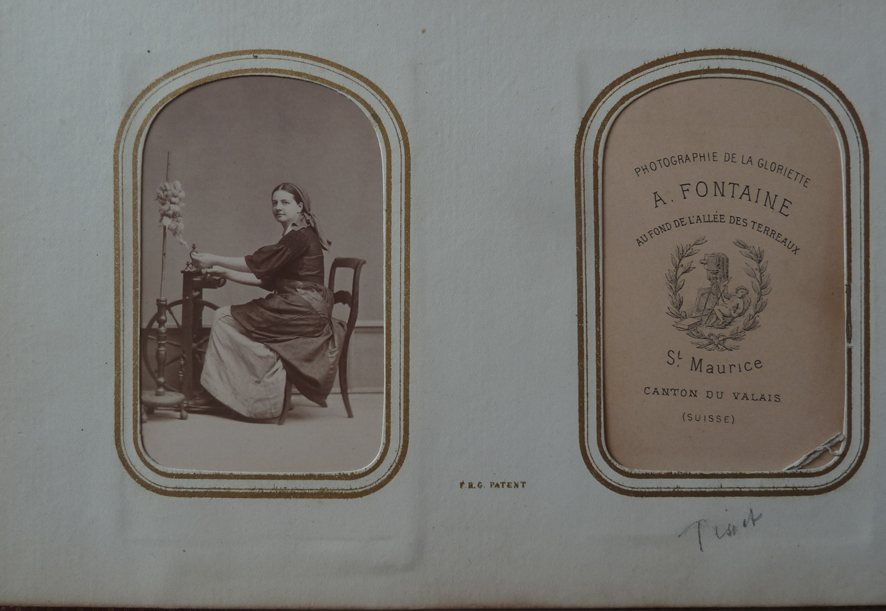 PHOTOGRAPHIE DE LA GLORIETTE
A. FONTAINE
AU FOND DE L'ALLÉE DES TERREAUX
St. Maurice
CANTON DU VALAIS
(SUISSE)
PATENT